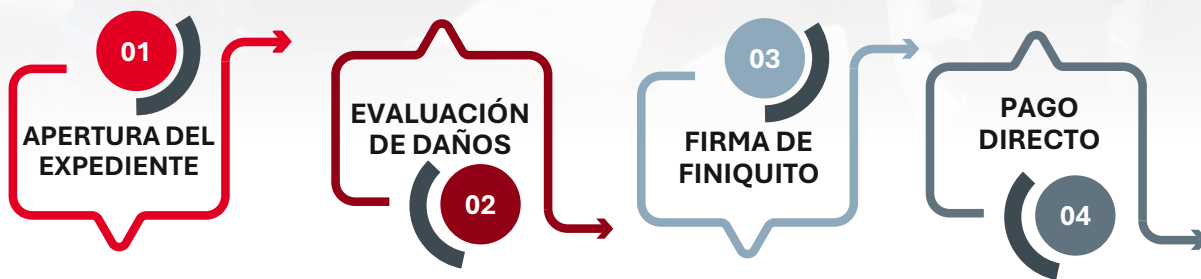 01
APERTURA DEL
EXPEDIENTE
EVALUACIÓN
DE DAÑOS
02
03
FIRMA DE
FINIQUITO
PAGO
DIRECTO
04